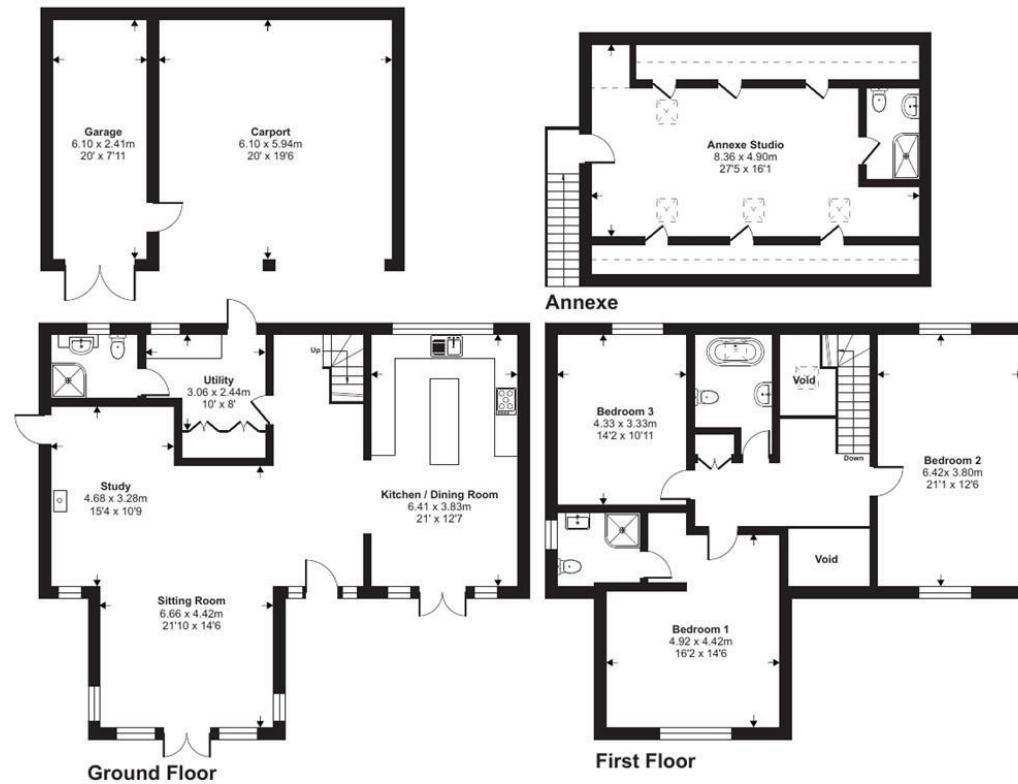 Garage
6.10 x 2.41m
20' x 7'11
Carport
6.10 x 5.94m
20' x 19'6
Annexe Studio
8.36 x 4.90m
27'5 x 16'1
Annexe
Up
Utility
3.06 x 2.44m
10' x 8'
Study
4.68 x 3.28m
15'4 x 10'9
Kitchen / Dining Room
6.41 x 3.83m
21' x 12'7
Sitting Room
6.66 x 4.42m
21'10 x 14'6
Ground Floor
Bedroom 3
4.33 x 3.33m
14'2 x 10'11
Void
Down
Bedroom 2
6.42x 3.80m
21'1 x 12'6
Void
Bedroom 1
4.92 x 4.42m
16'2 x 14'6
First Floor